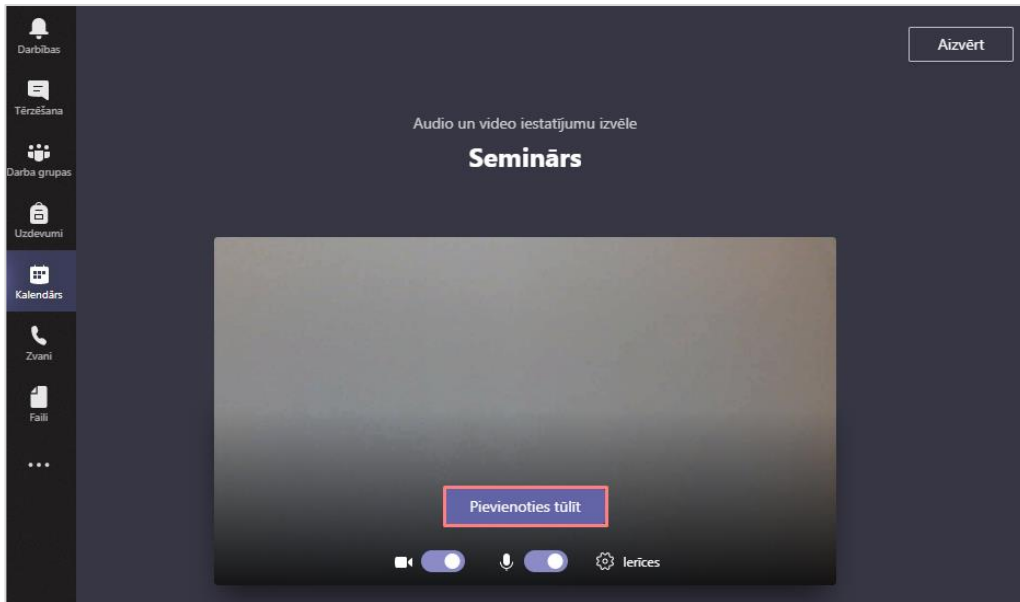 Darbības
Tērzēšana
Darba grupas
Uzdevumi
Kalendārs
Zvani
Faili
Aizvērt
Audio un video iestatījumu izvēle
Seminārs
Pievienoties tūlīt
Ierīces